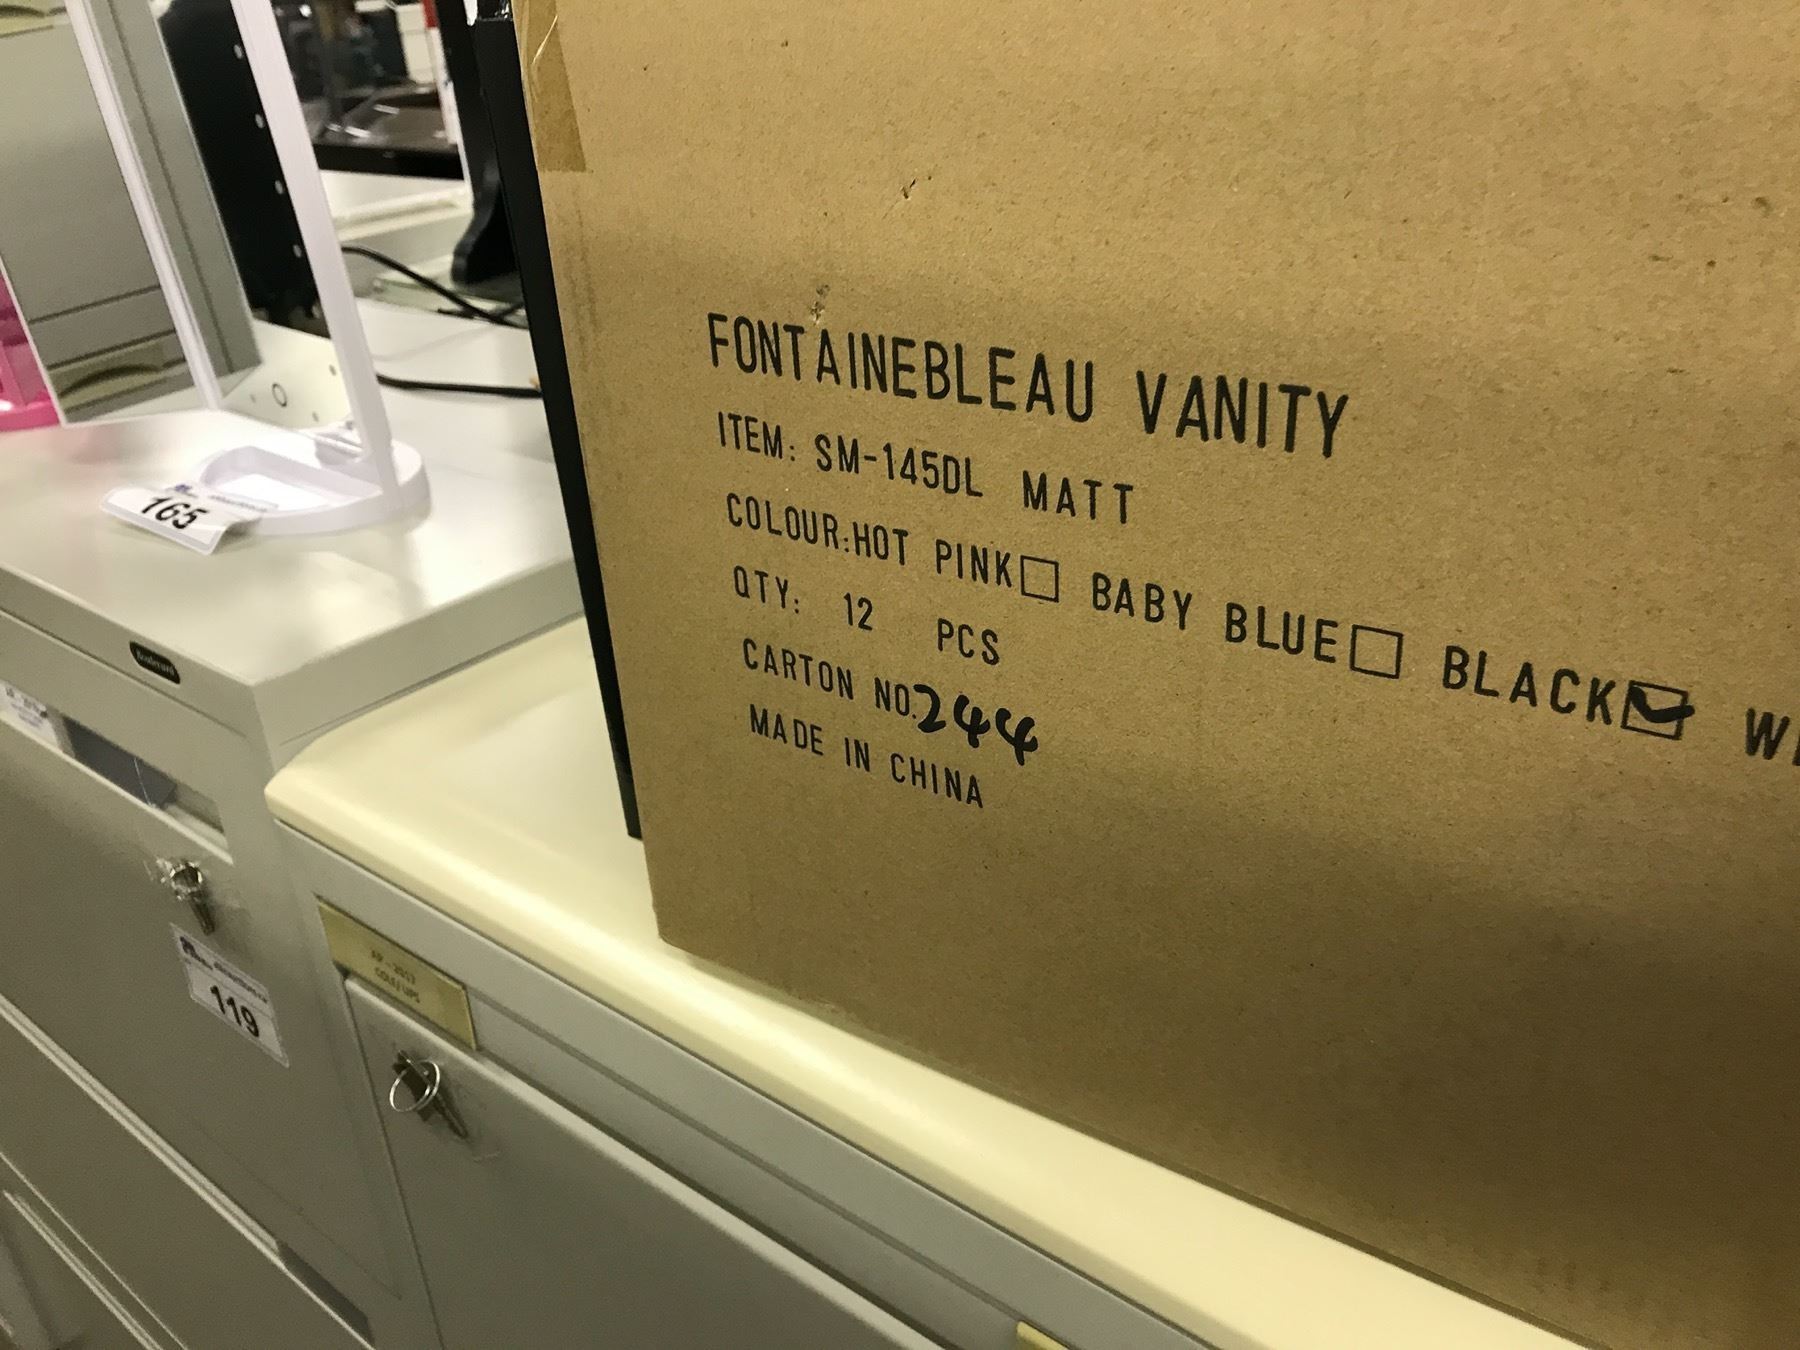 FONTAINEBLEAU VANITY
ITEM: SM-145DL MATT
COLOUR:HOT PINK☐ BABY BLUE☐ BLACK☑ W
QTY: 12 PCS
CARTON NO.244
MADE IN CHINA
165
119